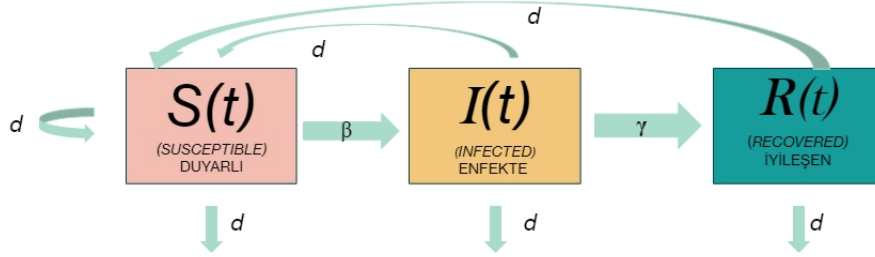 d
d
d
S(t)
(SUSCEPTIBLE)
DUYARLI
β
I(t)
(INFECTED)
ENFEKTE
γ
R(t)
(RECOVERED)
İYİLEŞEN
d
d
d